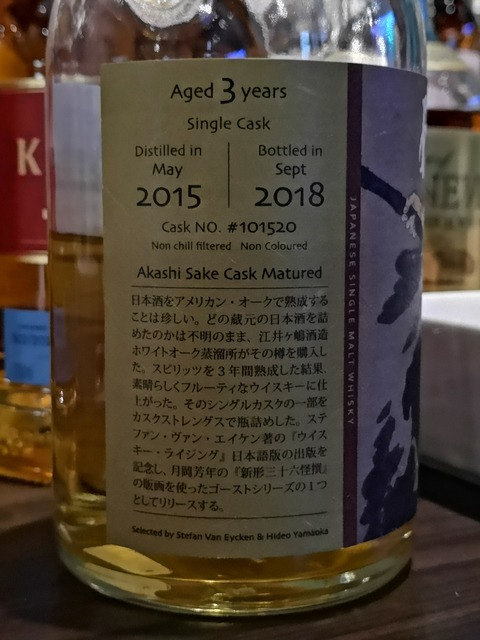 Aged 3 years
Single Cask
Distilled in
May
2015
Bottled in
Sept
2018
Cask NO. #101520
Non chill filtered Non Coloured
Akashi Sake Cask Matured
日本酒をアメリカン・オークで熟成する
ことは珍しい。どの蔵元の日本酒を詰
めたのかは不明のまま、江井ヶ嶋酒造
ホワイトオーク蒸溜所がその樽を購入し
た。スピリッツを3年間熟成した結果、
素晴らしくフルーティなウイスキーに仕
上がった。そのシングルカスクの一部を
カスクストレングスで瓶詰めした。ステ
ファン・ヴァン・エイケン著の『ウイス
キー・ライジング』日本語版の出版を
記念し、月岡芳年の『新形三十六怪撰』
の版画を使ったゴーストシリーズの1つ
としてリリースする。
Selected by Stefan Van Eycken & Hideo Yamaoka
JAPANESE SINGLE MALT WHISKY
K
NEW